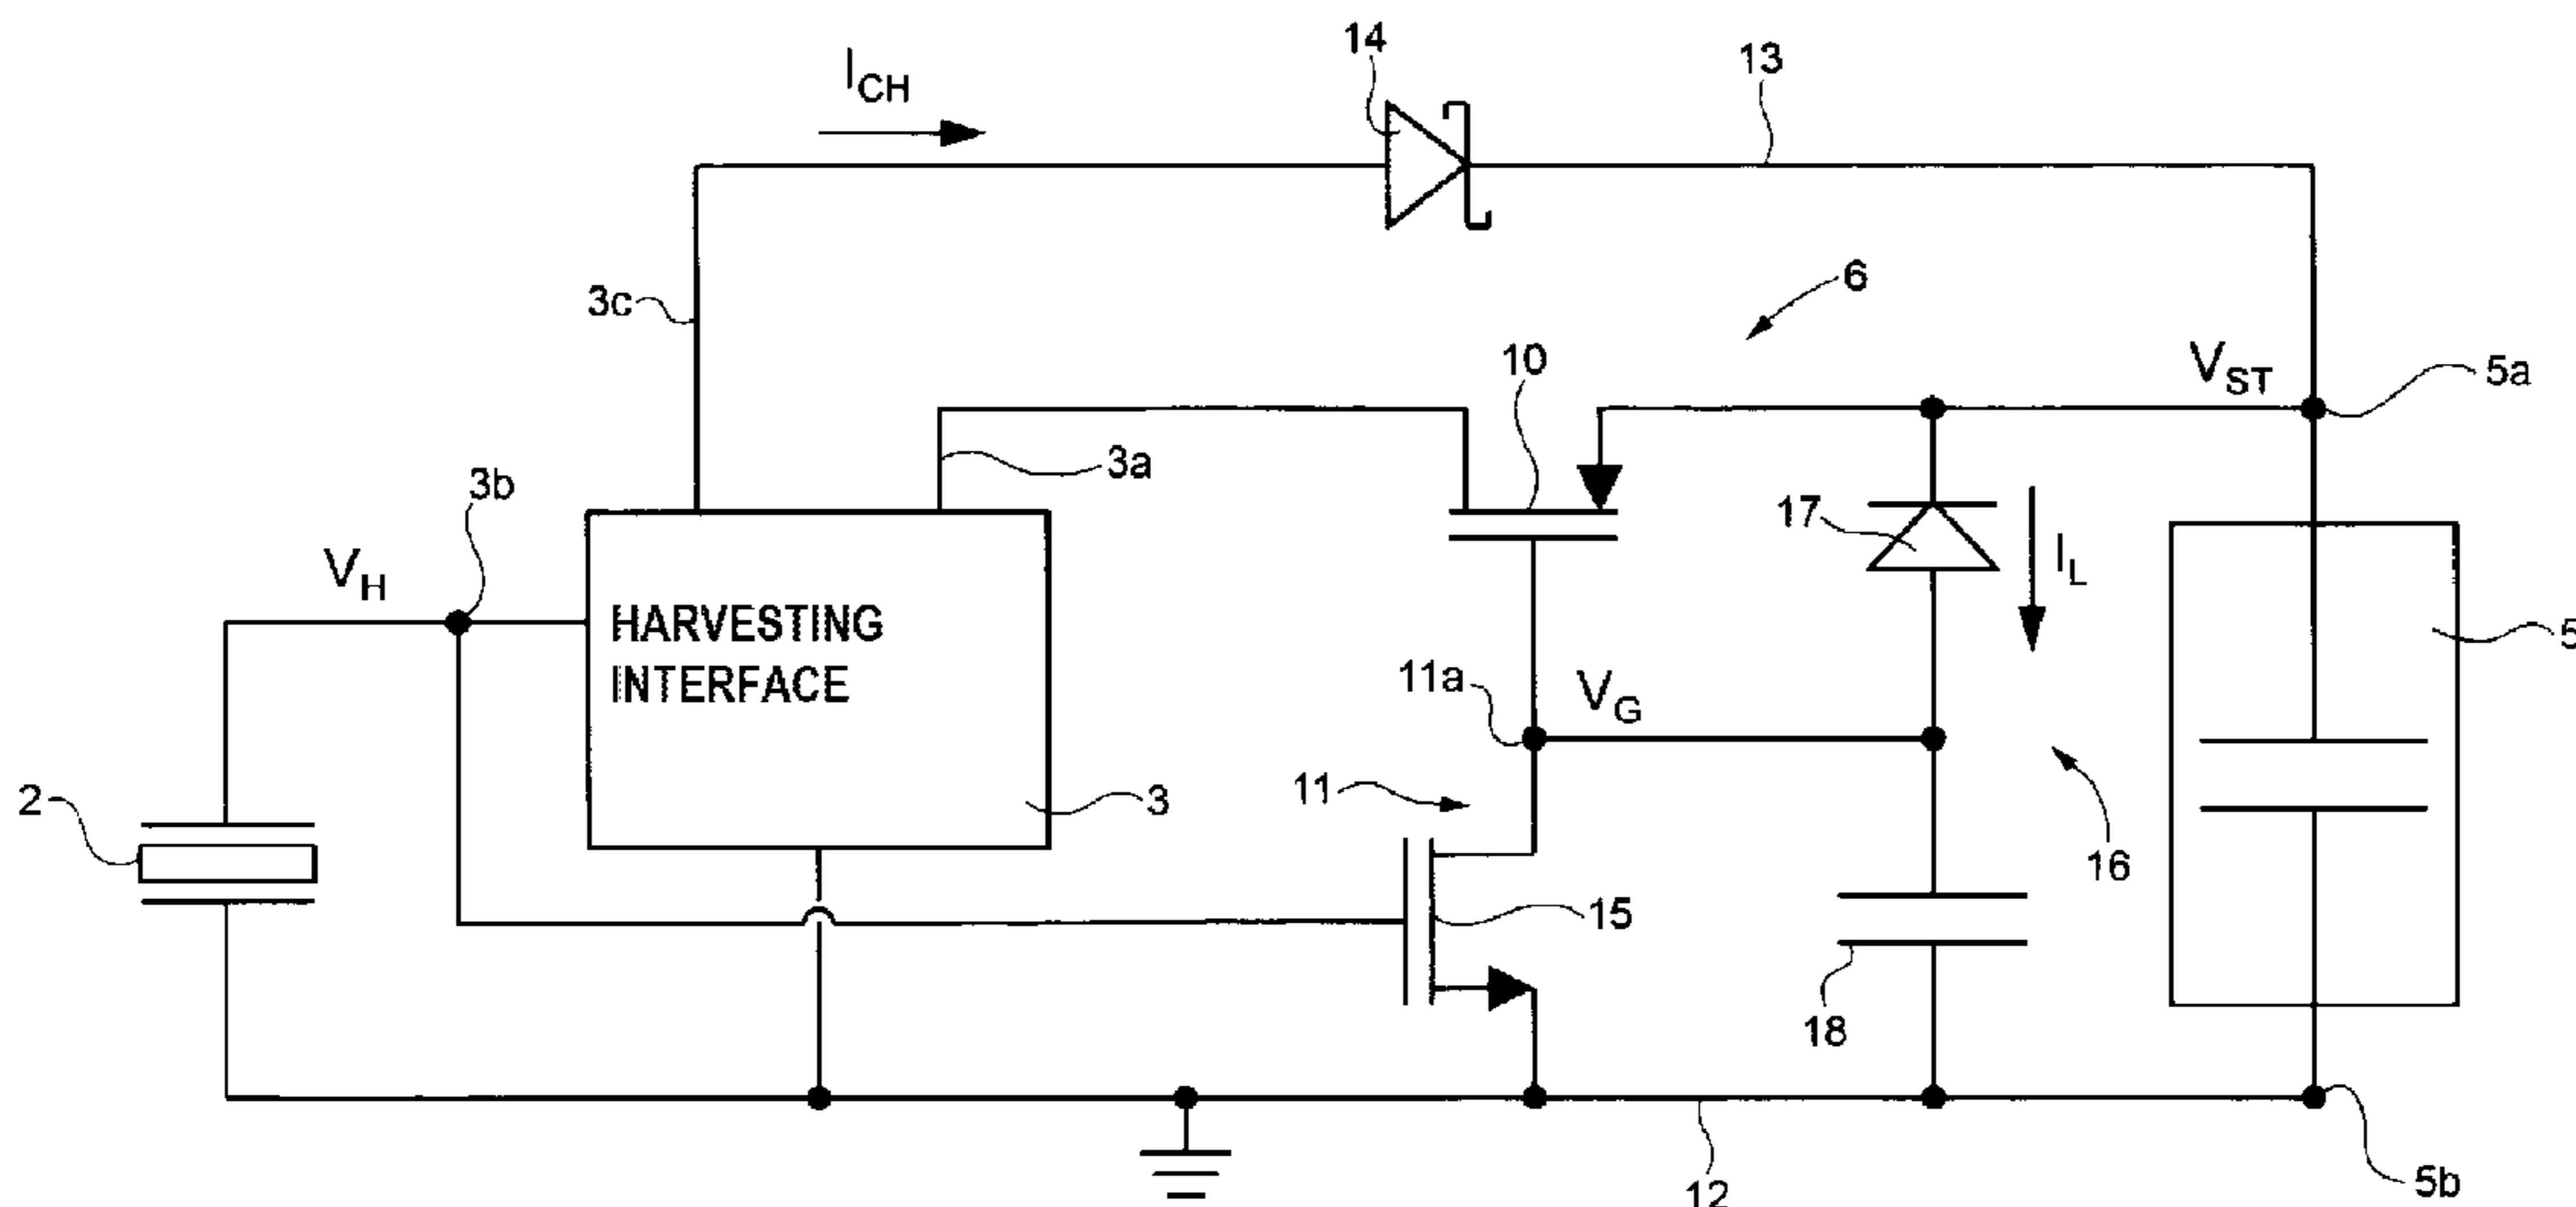 14
13
I_CH
3c
6
10
V_ST
5a
3b
3a
17
I_L
V_H
HARVESTING
INTERFACE
5
11a
V_G
2
3
11
16
15
18
12
5b